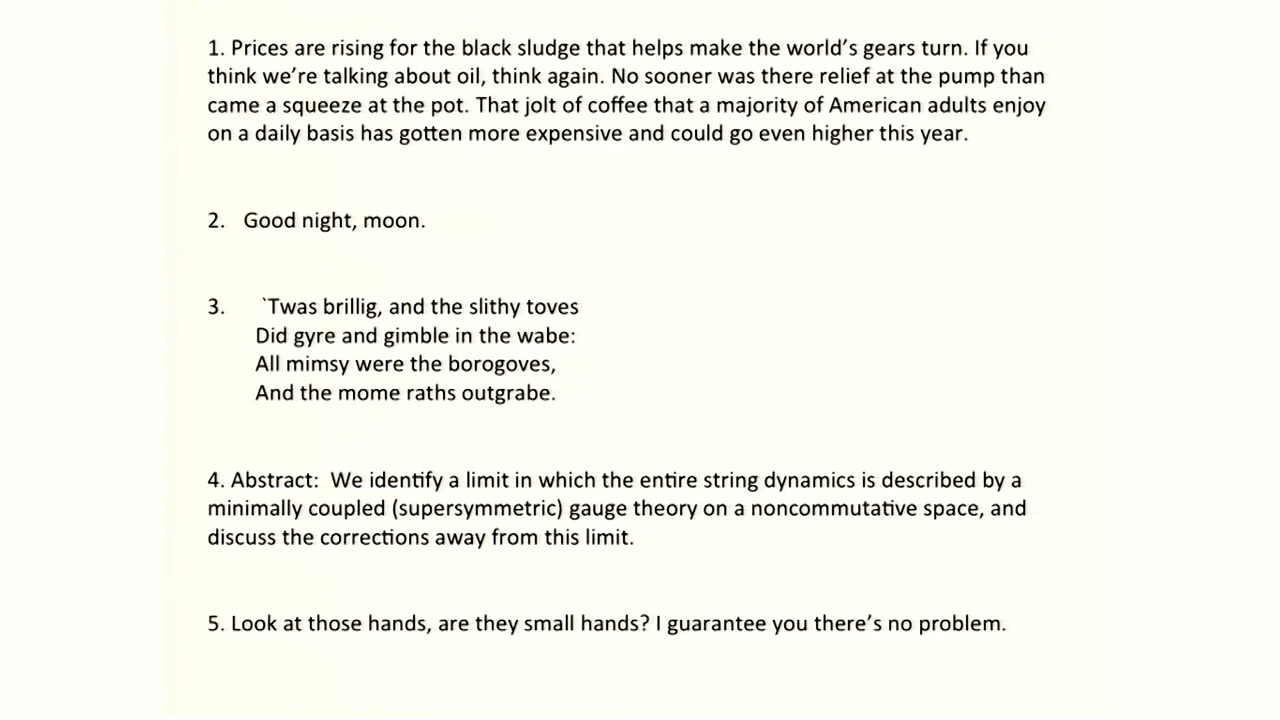 1. Prices are rising for the black sludge that helps make the world’s gears turn. If you
think we’re talking about oil, think again. No sooner was there relief at the pump than
came a squeeze at the pot. That jolt of coffee that a majority of American adults enjoy
on a daily basis has gotten more expensive and could go even higher this year.
2. Good night, moon.
3. `Twas brillig, and the slithy toves
Did gyre and gimble in the wabe:
All mimsy were the borogoves,
And the mome raths outgrabe.
4. Abstract: We identify a limit in which the entire string dynamics is described by a
minimally coupled (supersymmetric) gauge theory on a noncommutative space, and
discuss the corrections away from this limit.
5. Look at those hands, are they small hands? I guarantee you there’s no problem.